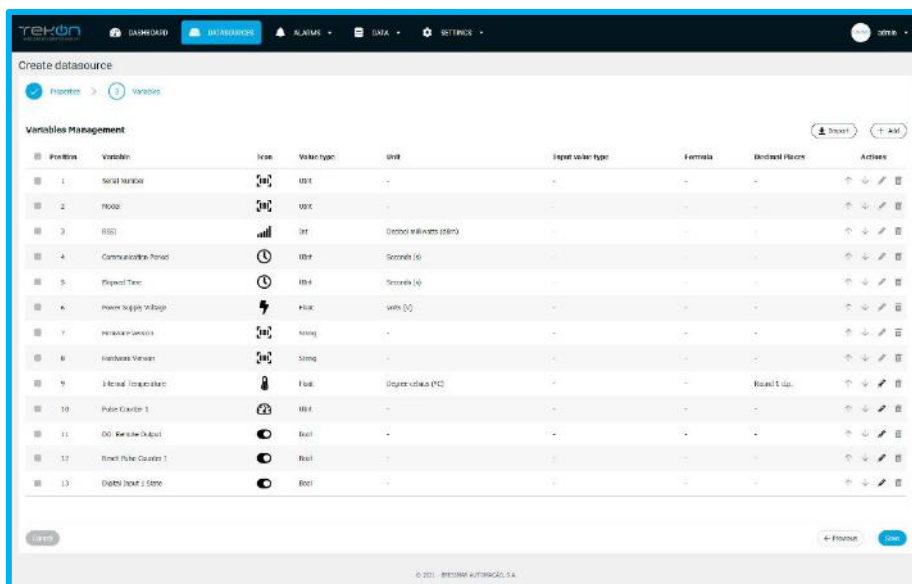 TEKON
DASHBOARD DATASOURCES ALARMS DATA SETTINGS admin
Create datasource
Properties > 2 Variables
Variables Management Import + Add
Position Variable Icon Value type Unit Input value type Formula Decimal Places Actions
1 Serial Number UInt - - - -
2 Model UInt - - - -
3 RSSI Int Decibel milliwatts (dBm) - - -
4 Communication Period UInt Seconds (s) - - -
5 Elapsed Time UInt Seconds (s) - - -
6 Power Supply Voltage Float Volts (V) - - -
7 Firmware Version String - - - -
8 Hardware Version String - - - -
9 Internal Temperature Float Degree celsius (ºC) - - Round 1 d.p.
10 Pulse Counter 1 UInt - - - -
11 Remote Output Bool - - - -
12 Reset Pulse Counter 1 Bool - - - -
13 Digital Input 1 State Bool - - - -
Cancel ← Previous Save
© 2021 - BRESIMAR AUTOMAÇÃO, S.A.